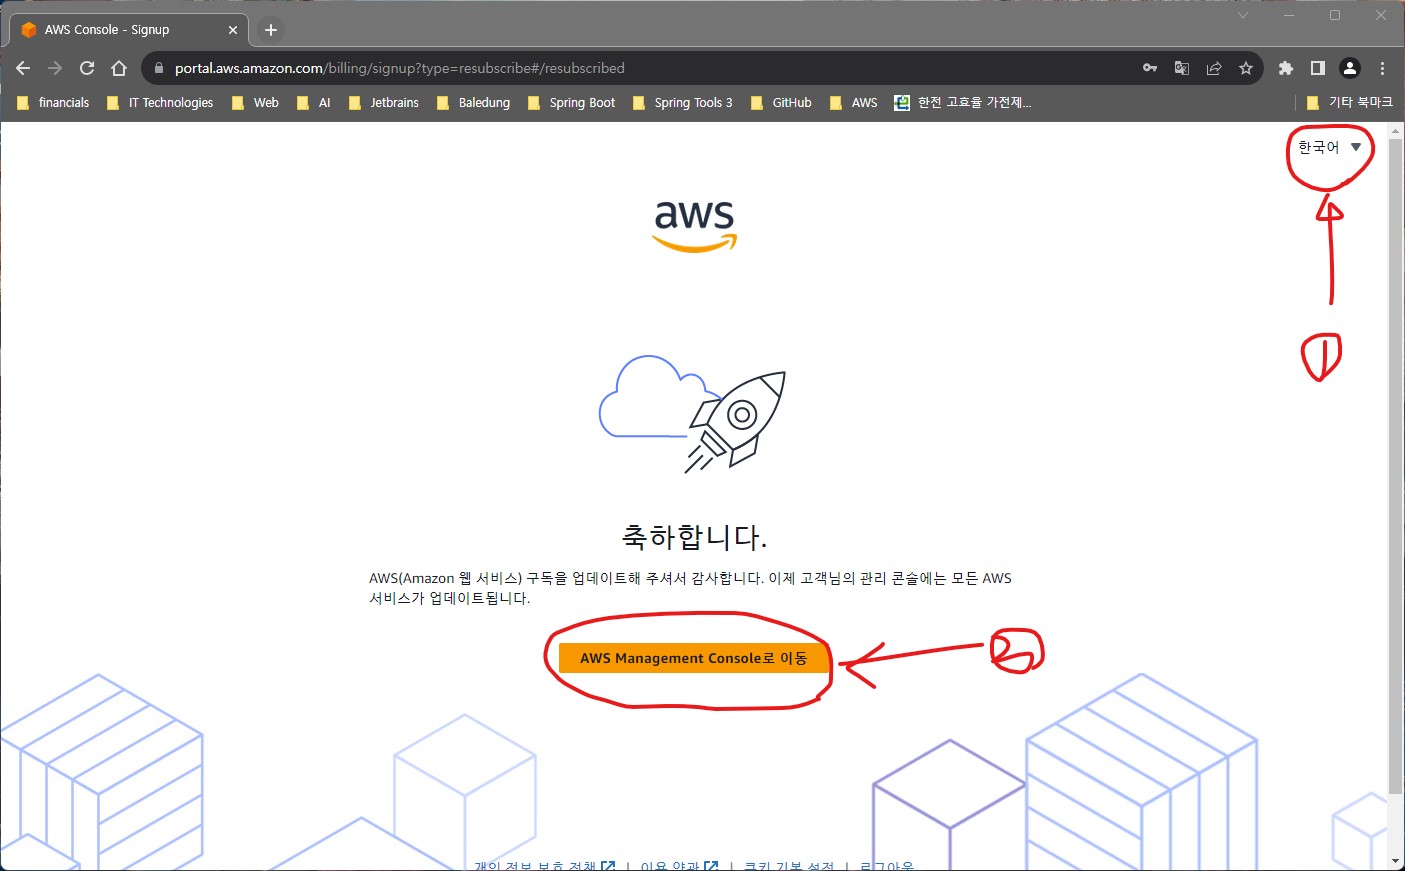 AWS Console - Signup
portal.aws.amazon.com/billing/signup?type=resubscribe#/resubscribed
financials IT Technologies Web AI Jetbrains Baledung Spring Boot Spring Tools 3 GitHub AWS 한전 고효율 가전제... 기타 북마크
한국어
aws
①
축하합니다.
AWS(Amazon 웹 서비스) 구독을 업데이트해 주셔서 감사합니다. 이제 고객님의 관리 콘솔에는 모든 AWS
서비스가 업데이트됩니다.
AWS Management Console로 이동
②
개인 정보 보호 정책 | 이용 약관 | 쿠키 기본 설정 | 로그아웃